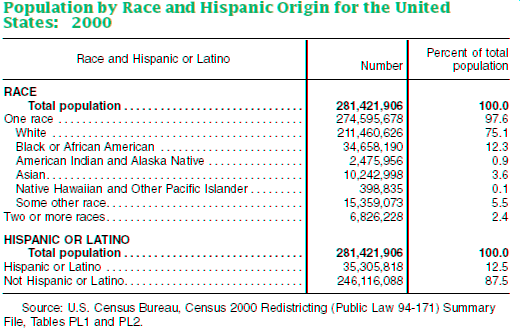 Population by Race and Hispanic Origin for the United
States: 2000
Race and Hispanic or Latino Number Percent of total
population
RACE
Total population .............................. 281,421,906 100.0
One race .......................................... 274,595,678 97.6
White .......................................... 211,460,626 75.1
Black or African American ........................ 34,658,190 12.3
American Indian and Alaska Native ................ 2,475,956 0.9
Asian........................................... 10,242,998 3.6
Native Hawaiian and Other Pacific Islander ......... 398,835 0.1
Some other race................................. 15,359,073 5.5
Two or more races.................................. 6,826,228 2.4
HISPANIC OR LATINO
Total population .............................. 281,421,906 100.0
Hispanic or Latino ................................. 35,305,818 12.5
Not Hispanic or Latino.............................. 246,116,088 87.5
Source: U.S. Census Bureau, Census 2000 Redistricting (Public Law 94-171) Summary
File, Tables PL1 and PL2.